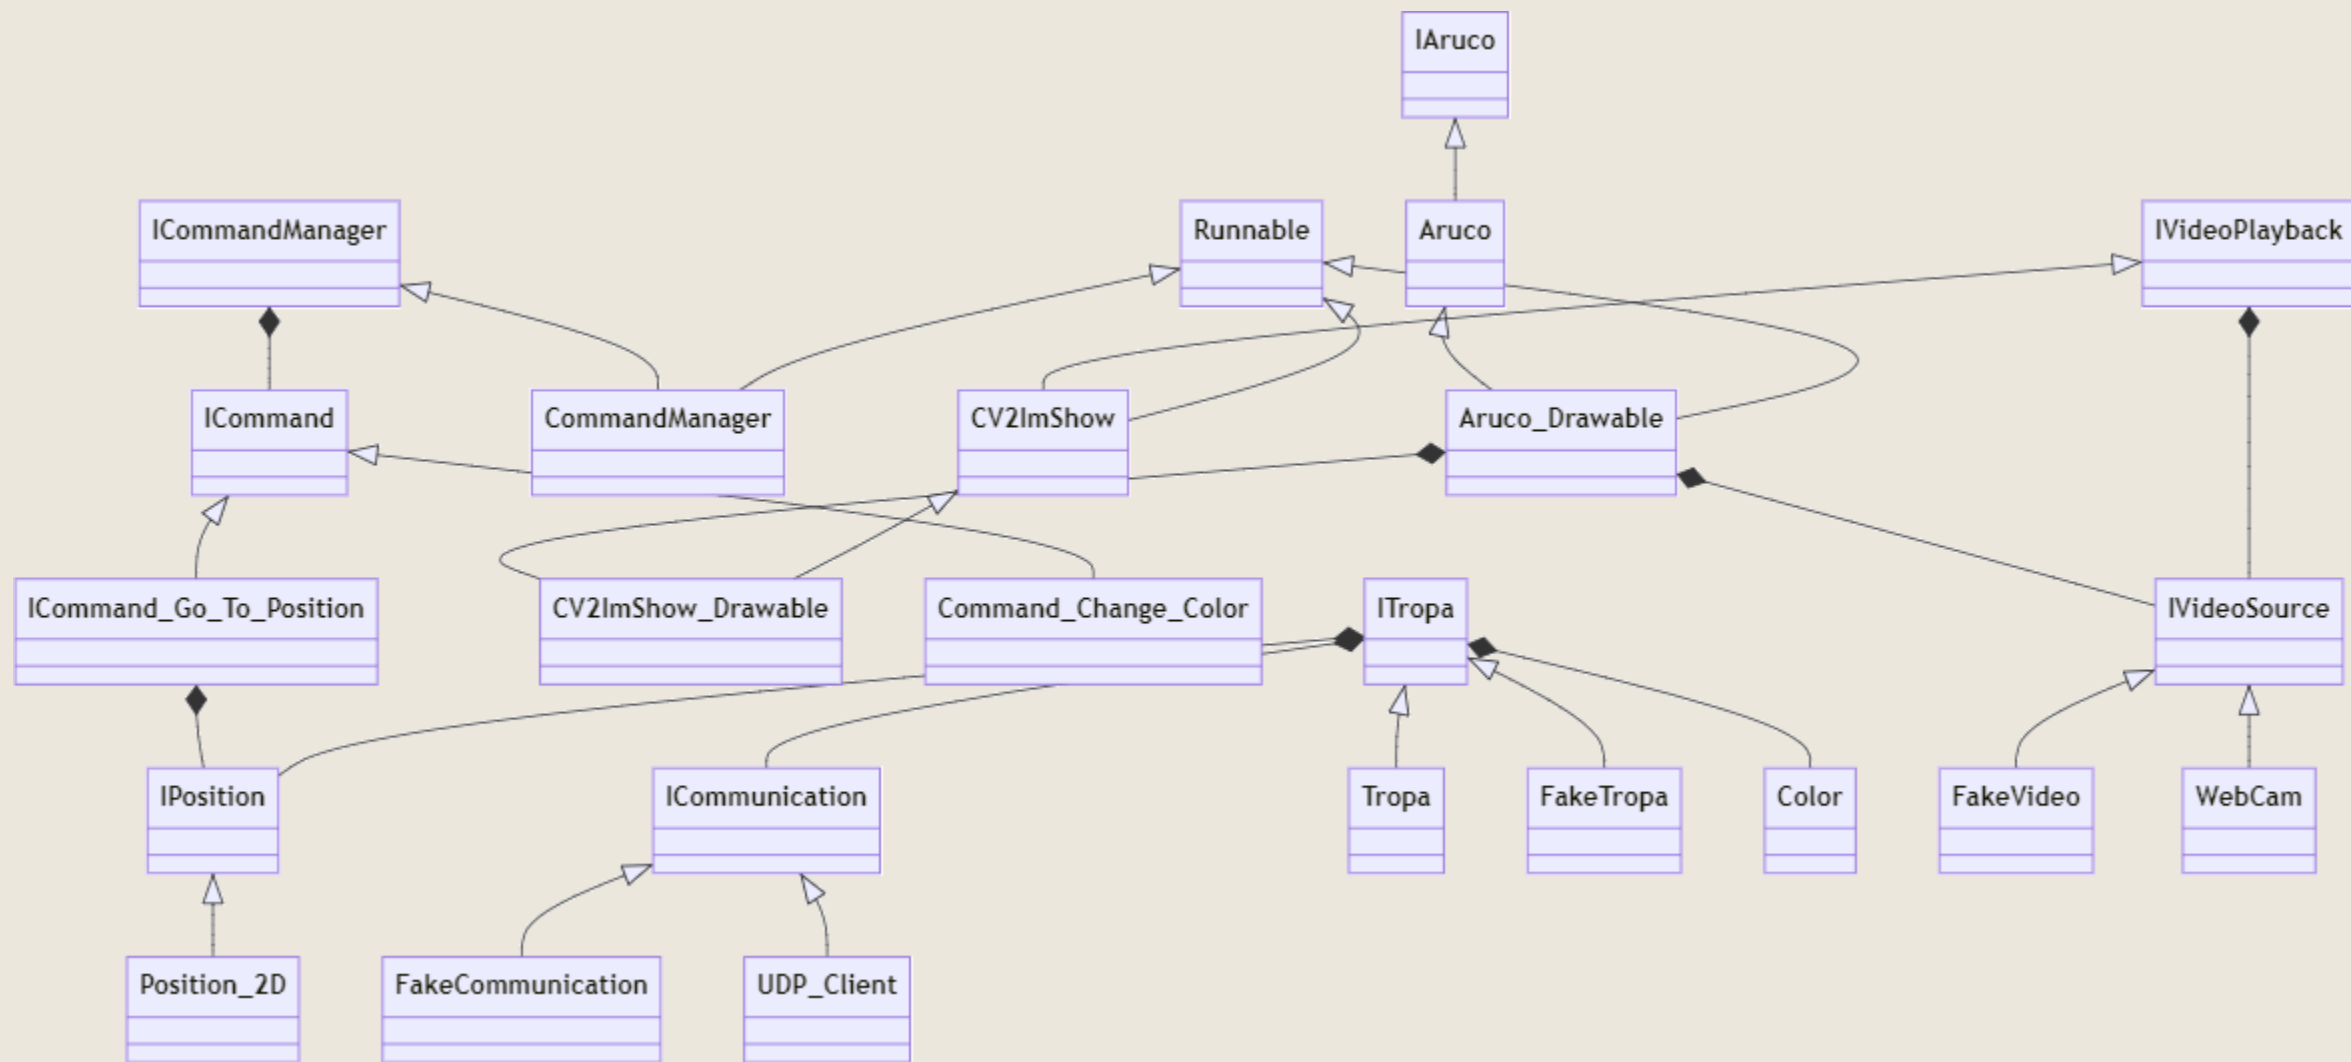 IAruco
ICommandManager
Runnable
Aruco
IVideoPlayback
ICommand
CommandManager
CV2ImShow
Aruco_Drawable
ICommand_Go_To_Position
CV2ImShow_Drawable
Command_Change_Color
ITropa
IVideoSource
IPosition
ICommunication
Tropa
FakeTropa
Color
FakeVideo
WebCam
Position_2D
FakeCommunication
UDP_Client